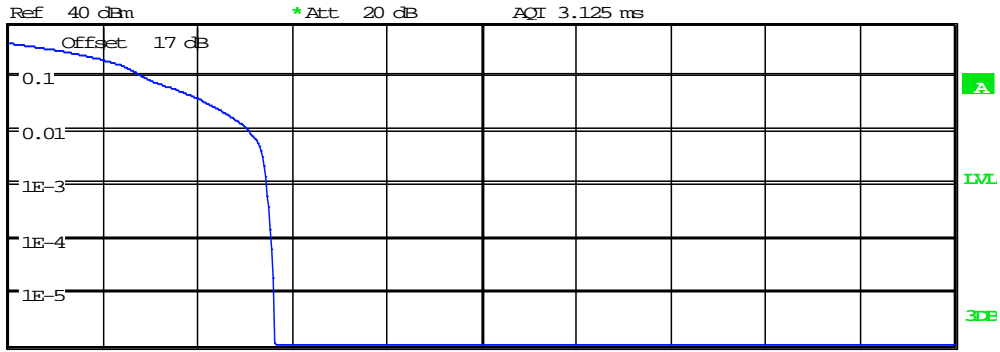 Ref 40 dBm *Att 20 dB AQT 3.125 ms
Offset 17 dB
0.1
A
0.01
1E-3
LVL
1E-4
1E-5
3DB